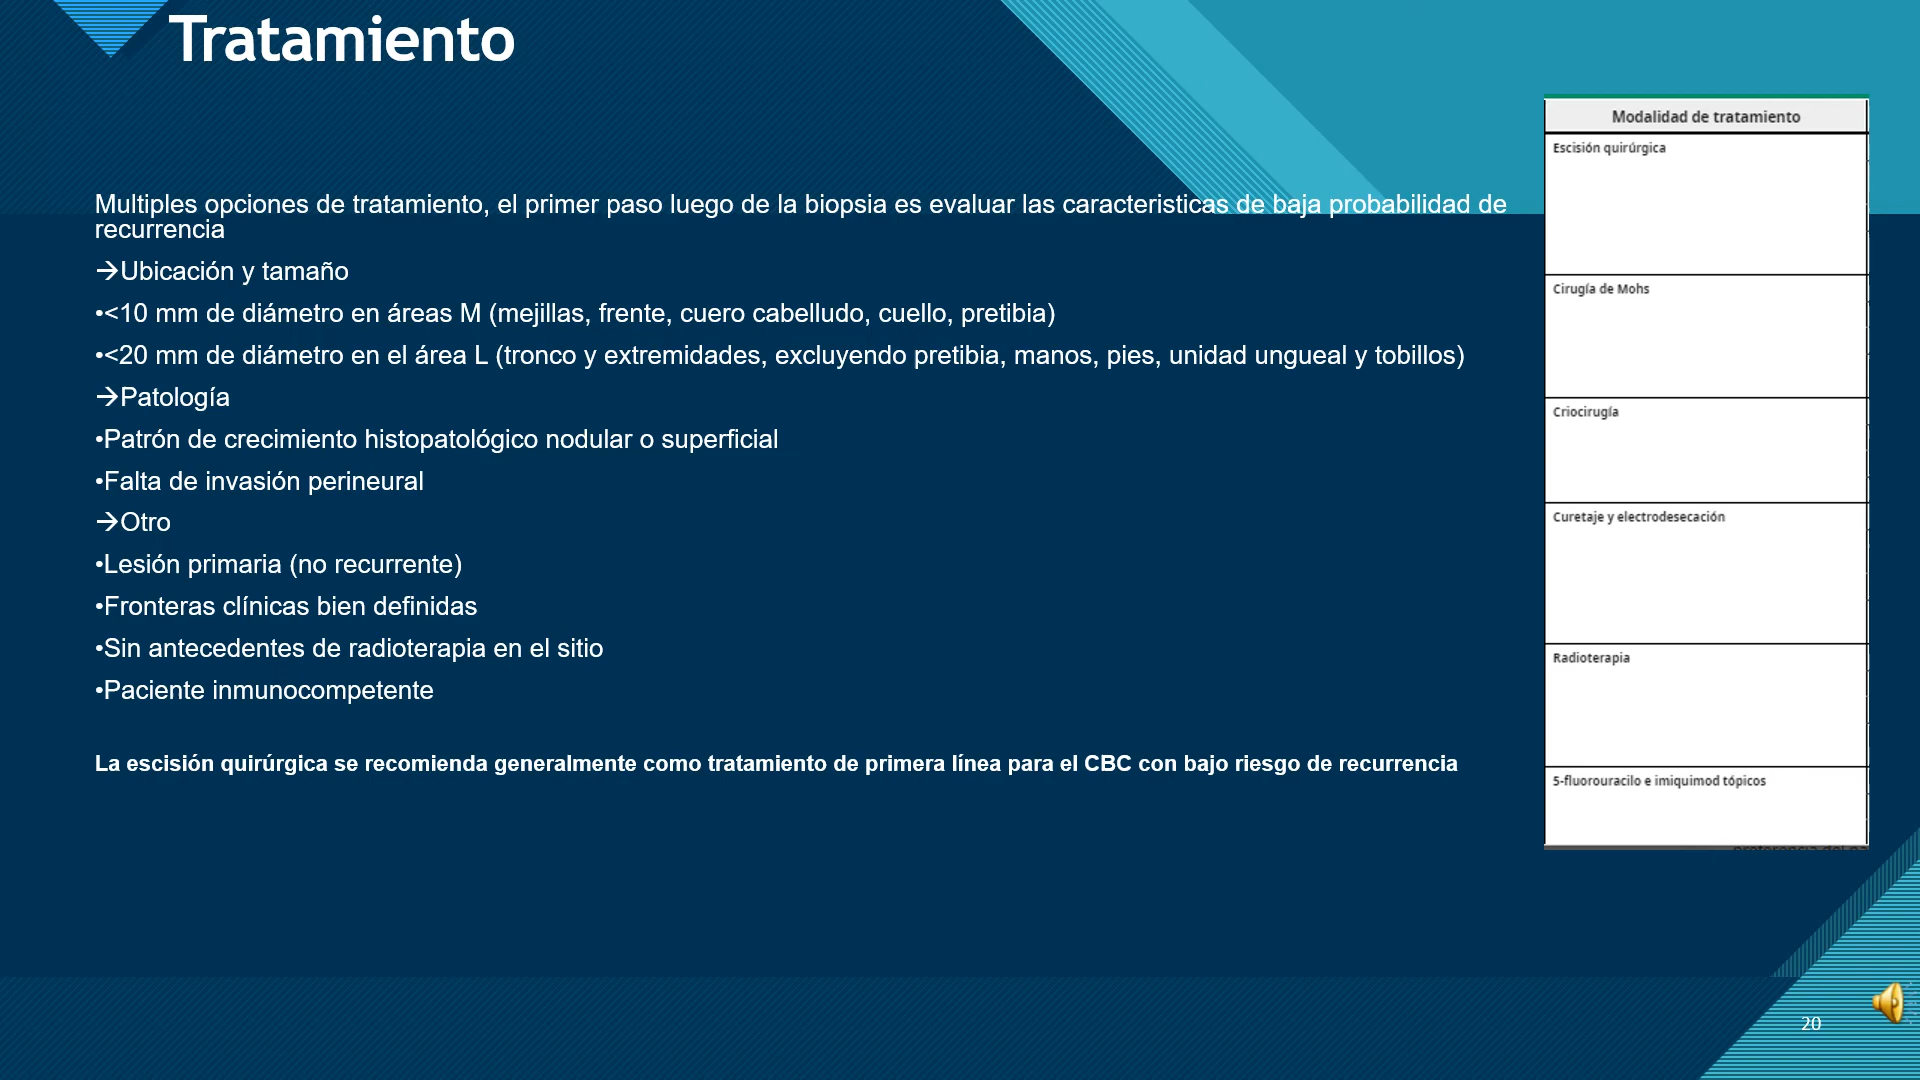 Tratamiento
Multiples opciones de tratamiento, el primer paso luego de la biopsia es evaluar las caracteristicas de baja probabilidad de
recurrencia
→Ubicación y tamaño
•<10 mm de diámetro en áreas M (mejillas, frente, cuero cabelludo, cuello, pretibia)
•<20 mm de diámetro en el área L (tronco y extremidades, excluyendo pretibia, manos, pies, unidad ungueal y tobillos)
→Patología
•Patrón de crecimiento histopatológico nodular o superficial
•Falta de invasión perineural
→Otro
•Lesión primaria (no recurrente)
•Fronteras clínicas bien definidas
•Sin antecedentes de radioterapia en el sitio
•Paciente inmunocompetente
La escisión quirúrgica se recomienda generalmente como tratamiento de primera línea para el CBC con bajo riesgo de recurrencia
Modalidad de tratamiento
Escisión quirúrgica
Cirugía de Mohs
Criocirugía
Curetaje y electrodesecación
Radioterapia
5-fluorouracilo e imiquimod tópicos
20